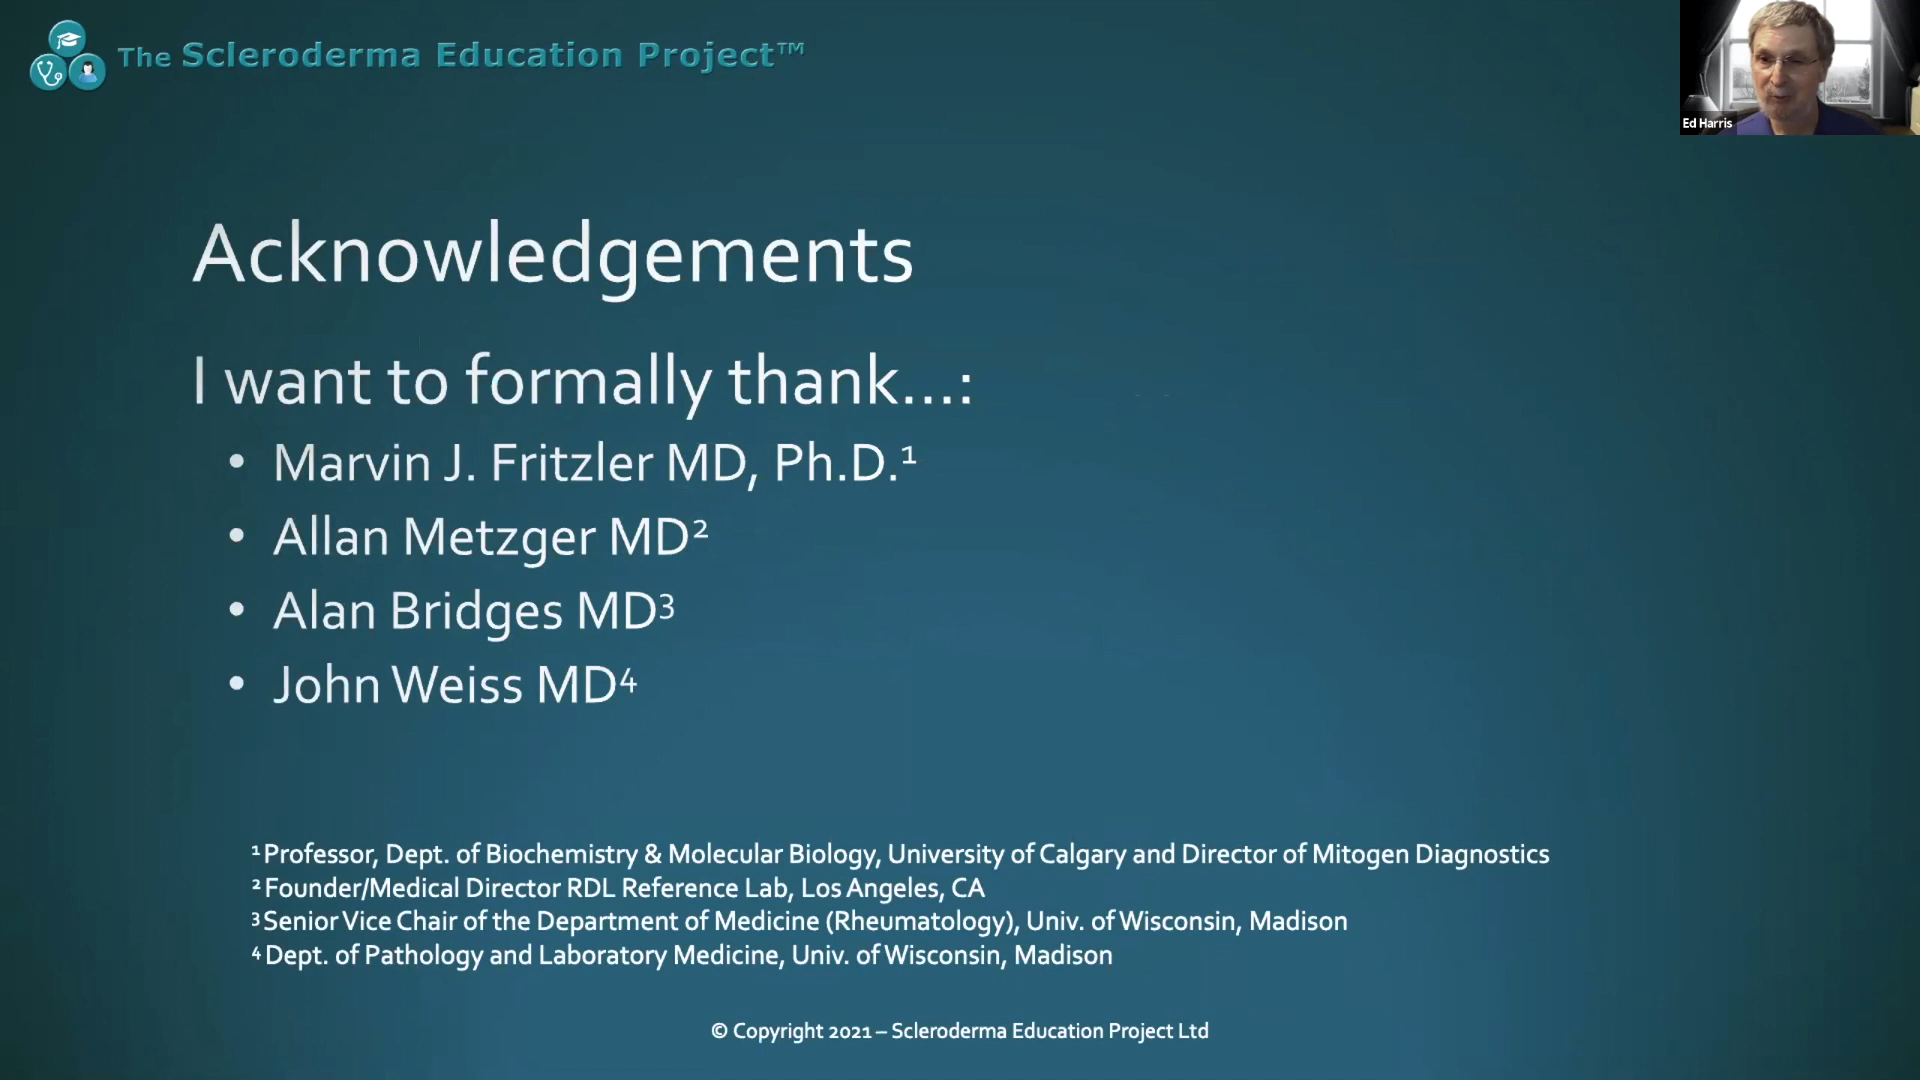 The Scleroderma Education Project™
Ed Harris
Acknowledgements
I want to formally thank...:
• Marvin J. Fritzler MD, Ph.D.¹
• Allan Metzger MD²
• Alan Bridges MD³
• John Weiss MD⁴
¹ Professor, Dept. of Biochemistry & Molecular Biology, University of Calgary and Director of Mitogen Diagnostics
² Founder/Medical Director RDL Reference Lab, Los Angeles, CA
³ Senior Vice Chair of the Department of Medicine (Rheumatology), Univ. of Wisconsin, Madison
⁴ Dept. of Pathology and Laboratory Medicine, Univ. of Wisconsin, Madison
© Copyright 2021 – Scleroderma Education Project Ltd